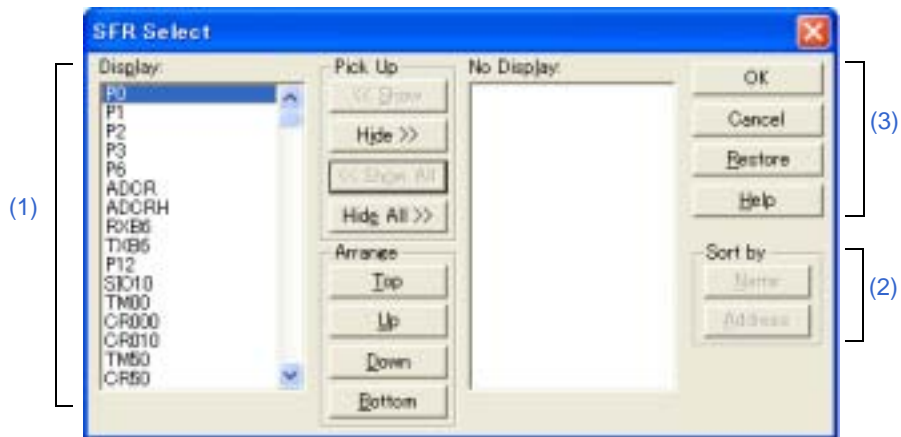 SFR Select
Display:
P0
P1
P2
P3
P6
ADCR
ADCRH
RXB6
TXB6
P12
SIO10
TM00
CR000
CR010
TM50
CR50
Pick Up
<< Show
Hide >>
<< Show All
Hide All >>
Arrange
Top
Up
Down
Bottom
No Display:
OK
Cancel
Restore
Help
Sort by
Name
Address
(1)
(2)
(3)